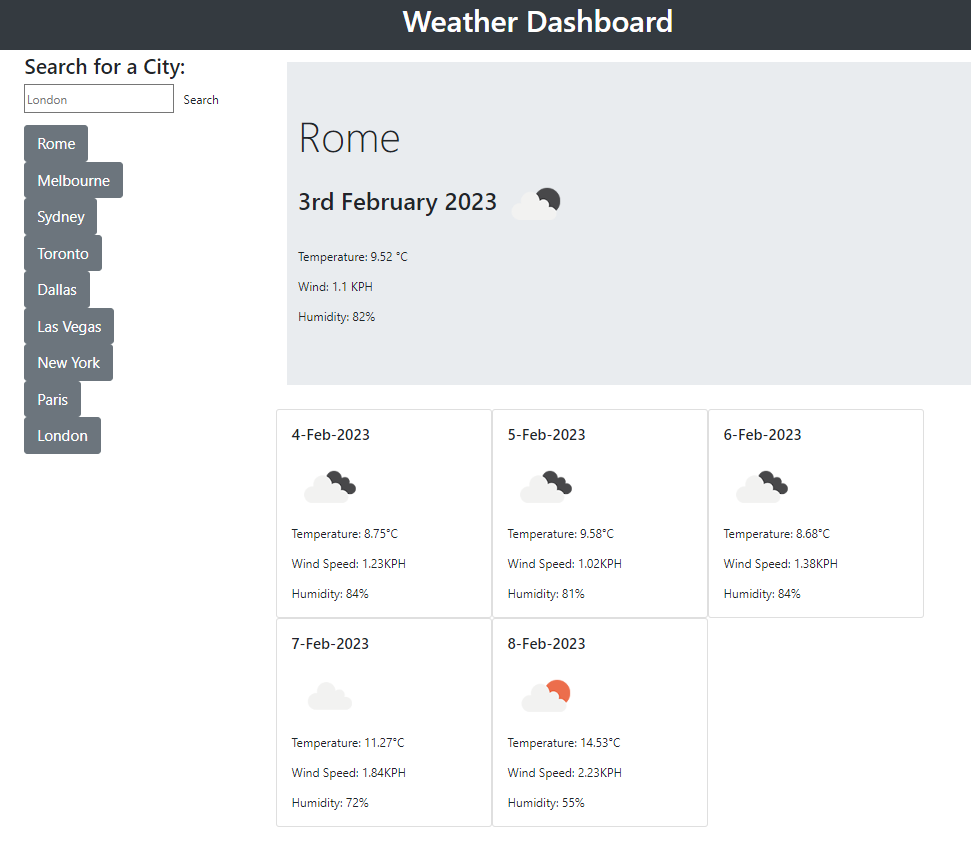 Weather Dashboard
Search for a City:
London
Search
Rome
Melbourne
Sydney
Toronto
Dallas
Las Vegas
New York
Paris
London
Rome
3rd February 2023
Temperature: 9.52 °C
Wind: 1.1 KPH
Humidity: 82%
4-Feb-2023
Temperature: 8.75°C
Wind Speed: 1.23KPH
Humidity: 84%
5-Feb-2023
Temperature: 9.58°C
Wind Speed: 1.02KPH
Humidity: 81%
6-Feb-2023
Temperature: 8.68°C
Wind Speed: 1.38KPH
Humidity: 84%
7-Feb-2023
Temperature: 11.27°C
Wind Speed: 1.84KPH
Humidity: 72%
8-Feb-2023
Temperature: 14.53°C
Wind Speed: 2.23KPH
Humidity: 55%